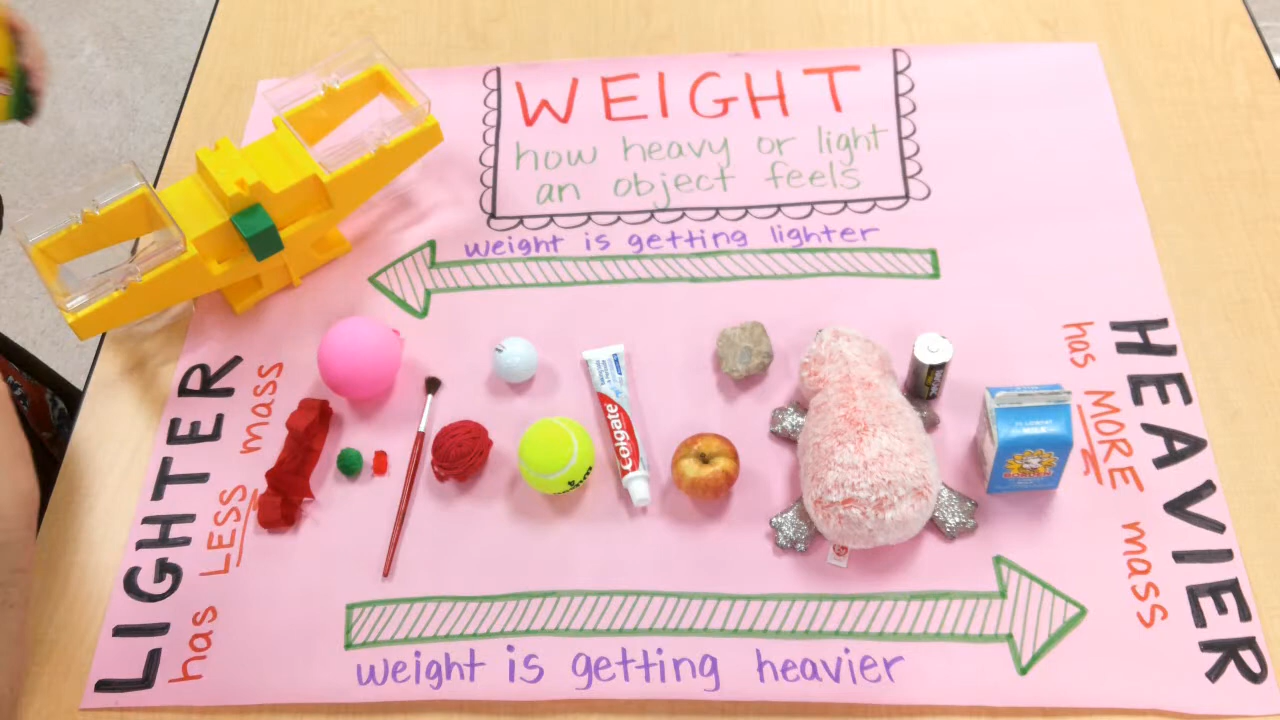 WEIGHT
how heavy or light
an object feels
weight is getting lighter
LIGHTER
has LESS mass
HEAVIER
has MORE mass
Colgate
MILK
weight is getting heavier